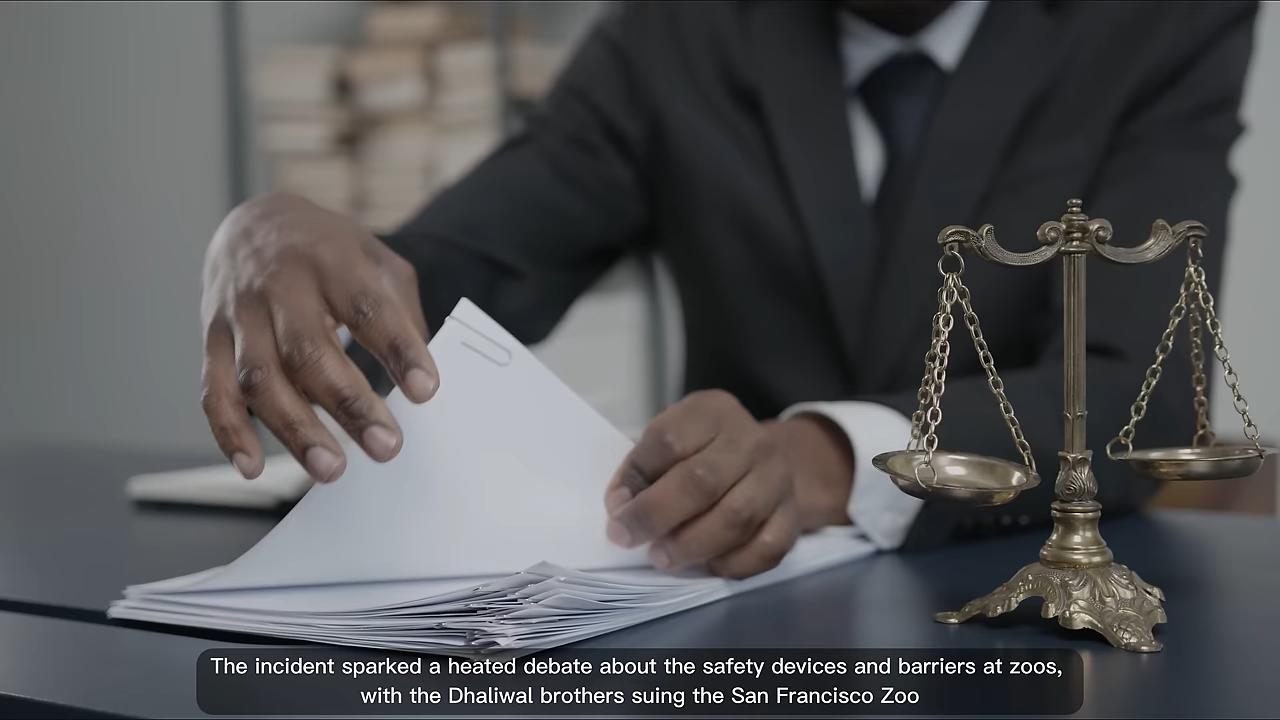 The incident sparked a heated debate about the safety devices and barriers at zoos,
with the Dhaliwal brothers suing the San Francisco Zoo